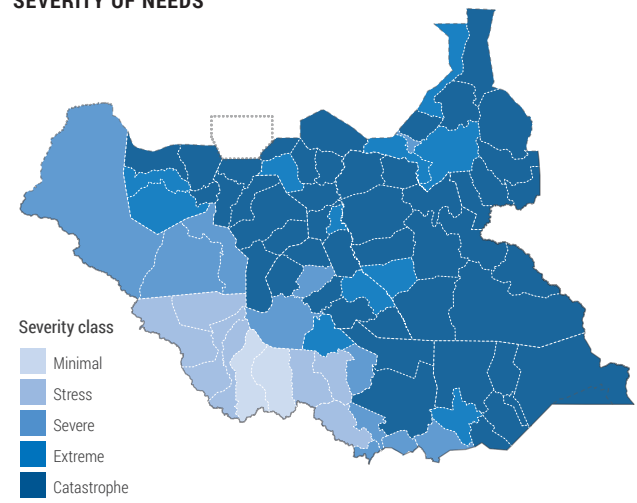 SEVERITY OF NEEDS
Severity class
Minimal
Stress
Severe
Extreme
Catastrophe